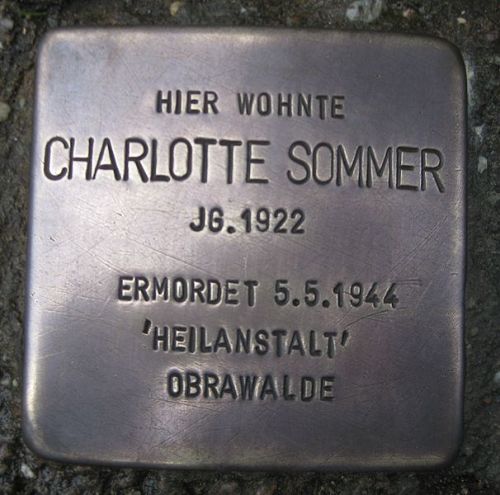 HIER WOHNTE
CHARLOTTE SOMMER
JG. 1922
ERMORDET 5.5.1944
'HEILANSTALT'
OBRAWALDE